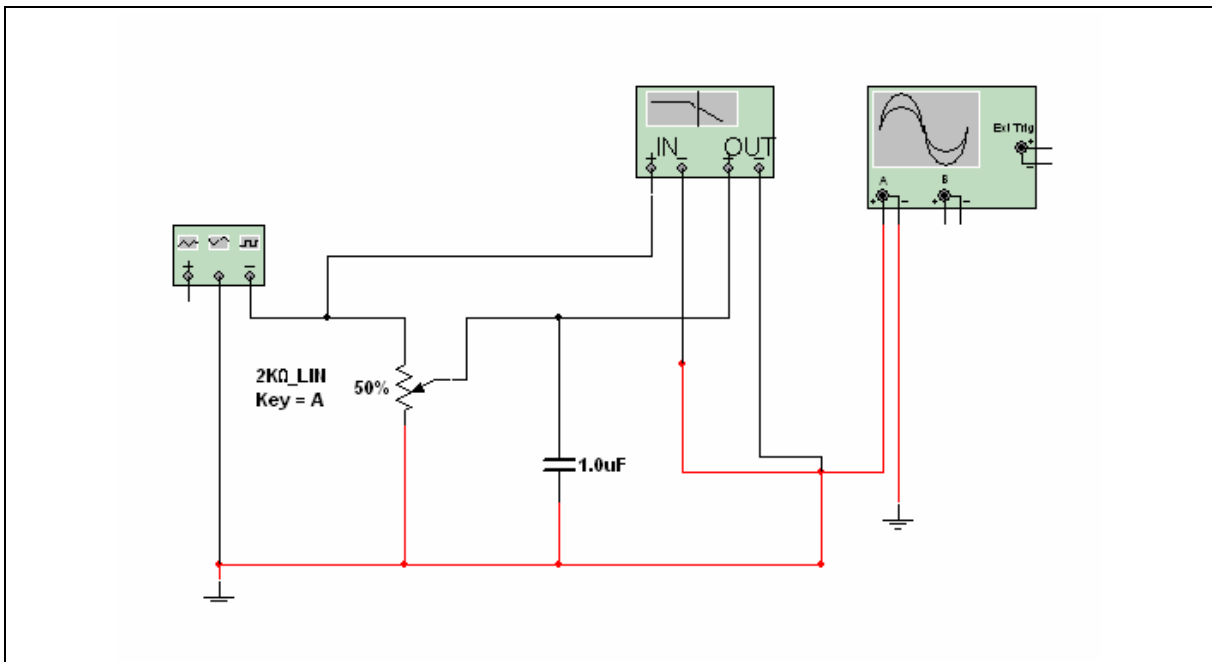 IN OUT
+ - + -
Ext Trig
+
-
A B
+ - + -
+ -
2KΩ_LIN
Key = A
50%
1.0uF